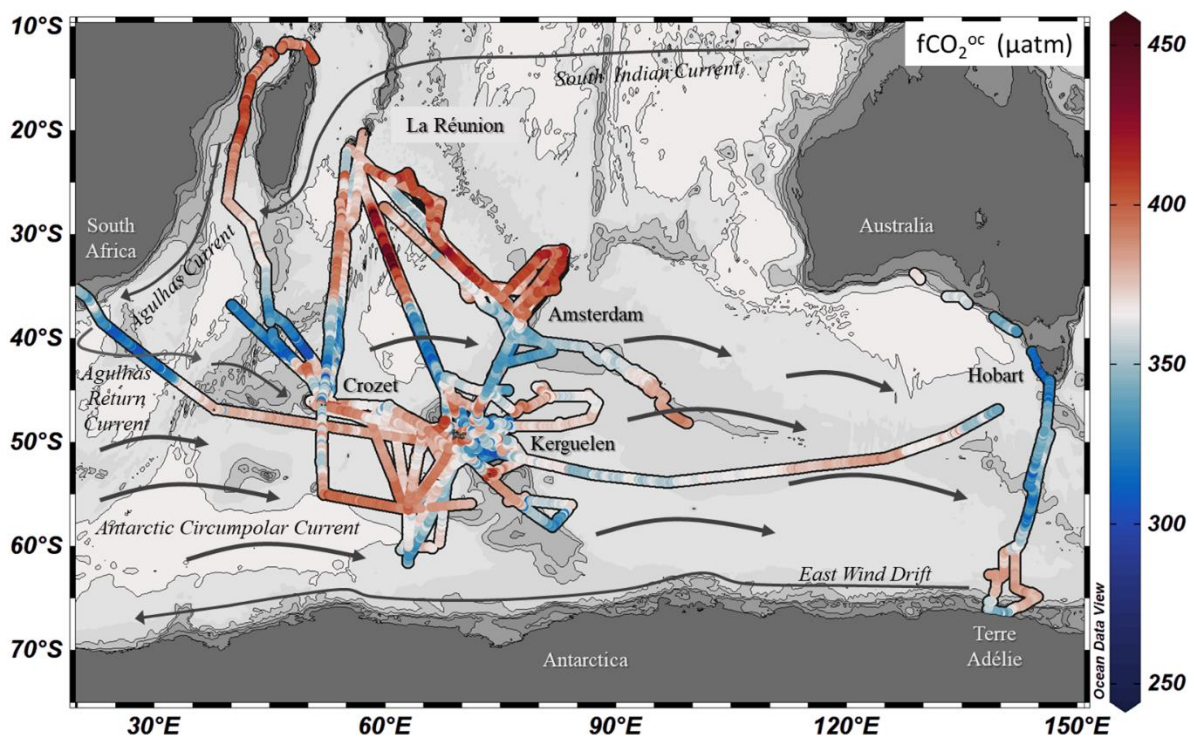 10°S
20°S
30°S
40°S
50°S
60°S
70°S
30°E
60°E
90°E
120°E
150°E
fCO₂ᵒᶜ (µatm)
450
400
350
300
250
South Indian Current
La Réunion
South
Africa
Agulhas Current
Australia
Amsterdam
Agulhas
Return
Current
Crozet
Hobart
Kerguelen
Antarctic Circumpolar Current
East Wind Drift
Terre
Adélie
Antarctica
Ocean Data View